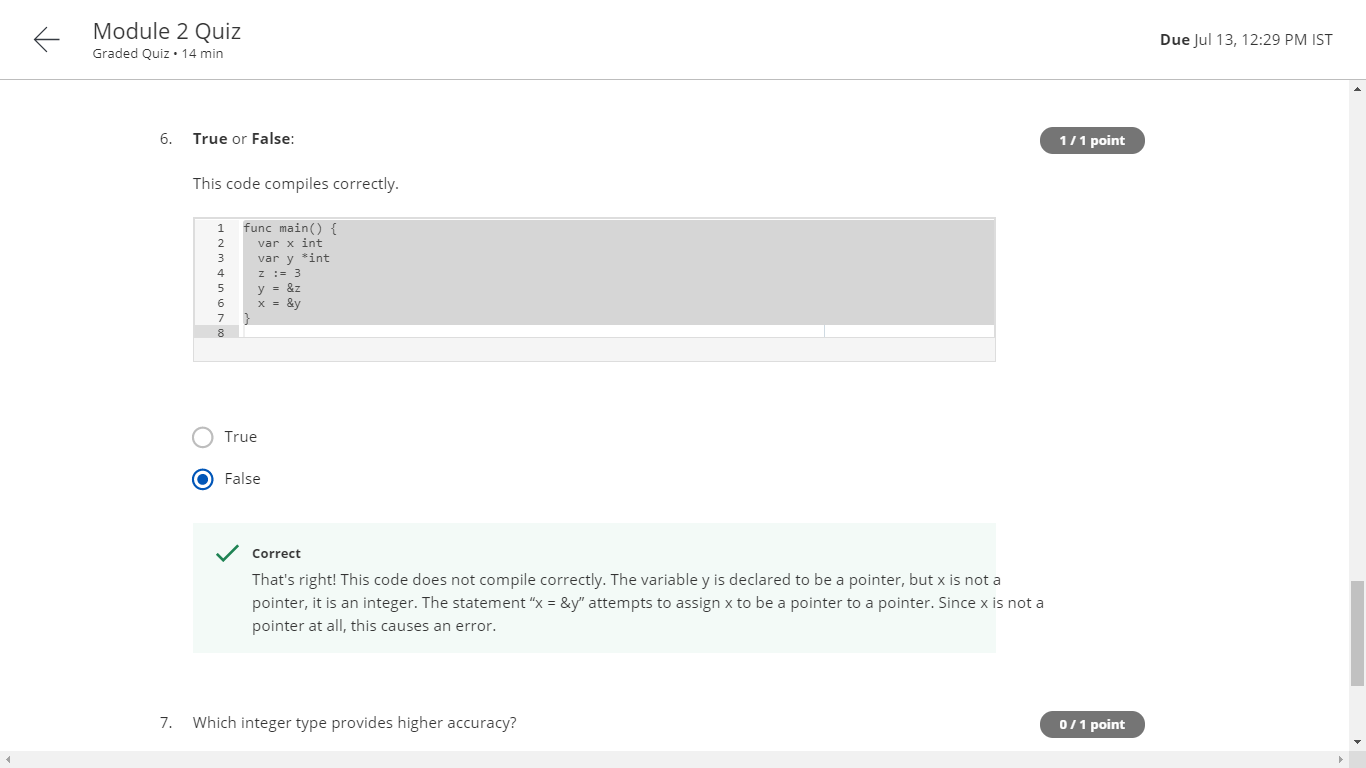 Module 2 Quiz
Graded Quiz • 14 min
Due Jul 13, 12:29 PM IST
6. True or False:
1 / 1 point
This code compiles correctly.
1 func main() {
2 var x int
3 var y *int
4 z := 3
5 y = &z
6 x = &y
7 }
8
True
False
Correct
That's right! This code does not compile correctly. The variable y is declared to be a pointer, but x is not a
pointer, it is an integer. The statement “x = &y” attempts to assign x to be a pointer to a pointer. Since x is not a
pointer at all, this causes an error.
7. Which integer type provides higher accuracy?
0 / 1 point